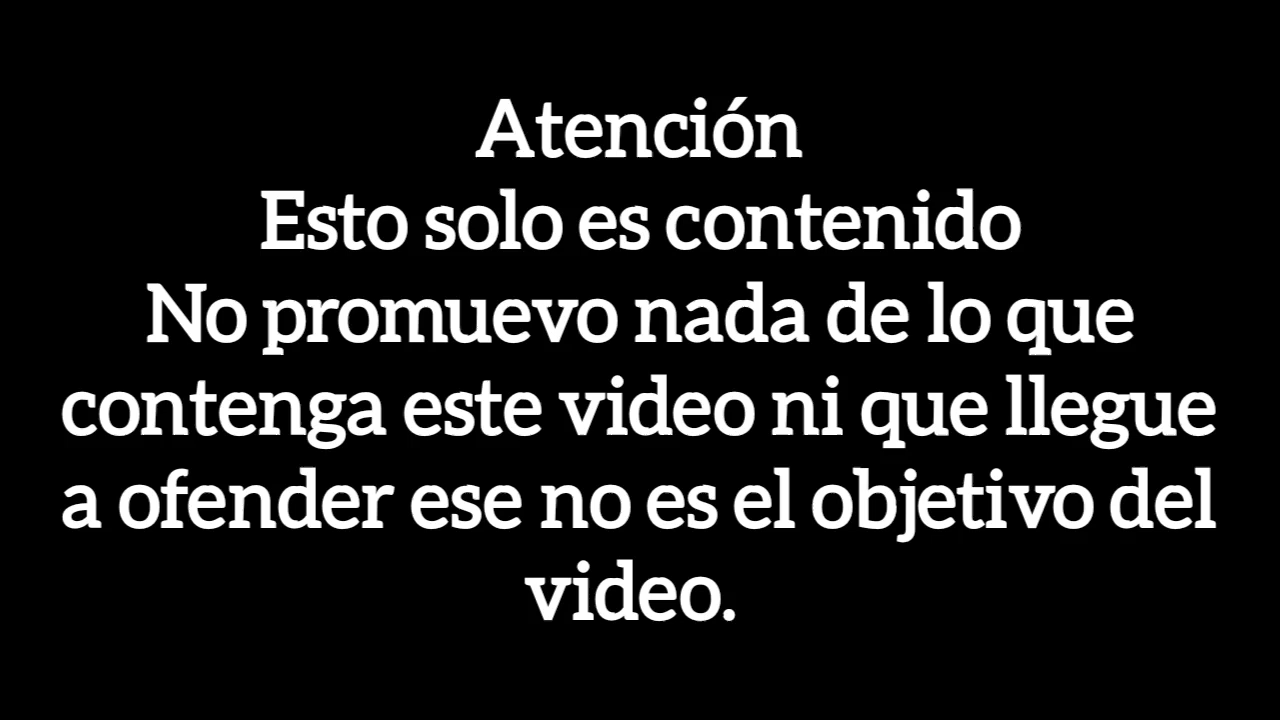 Atención
Esto solo es contenido
No promuevo nada de lo que
contenga este video ni que llegue
a ofender ese no es el objetivo del
video.